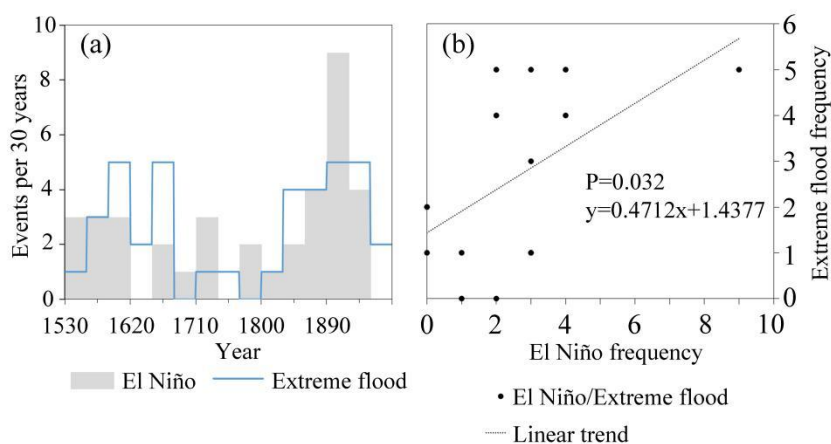 (a)
Events per 30 years
10
8
6
4
2
0
1530 1620 1710 1800 1890
Year
El Niño Extreme flood
(b)
P=0.032
y=0.4712x+1.4377
6
5
4
3
2
1
0
Extreme flood frequency
0 2 4 6 8 10
El Niño frequency
El Niño/Extreme flood
Linear trend